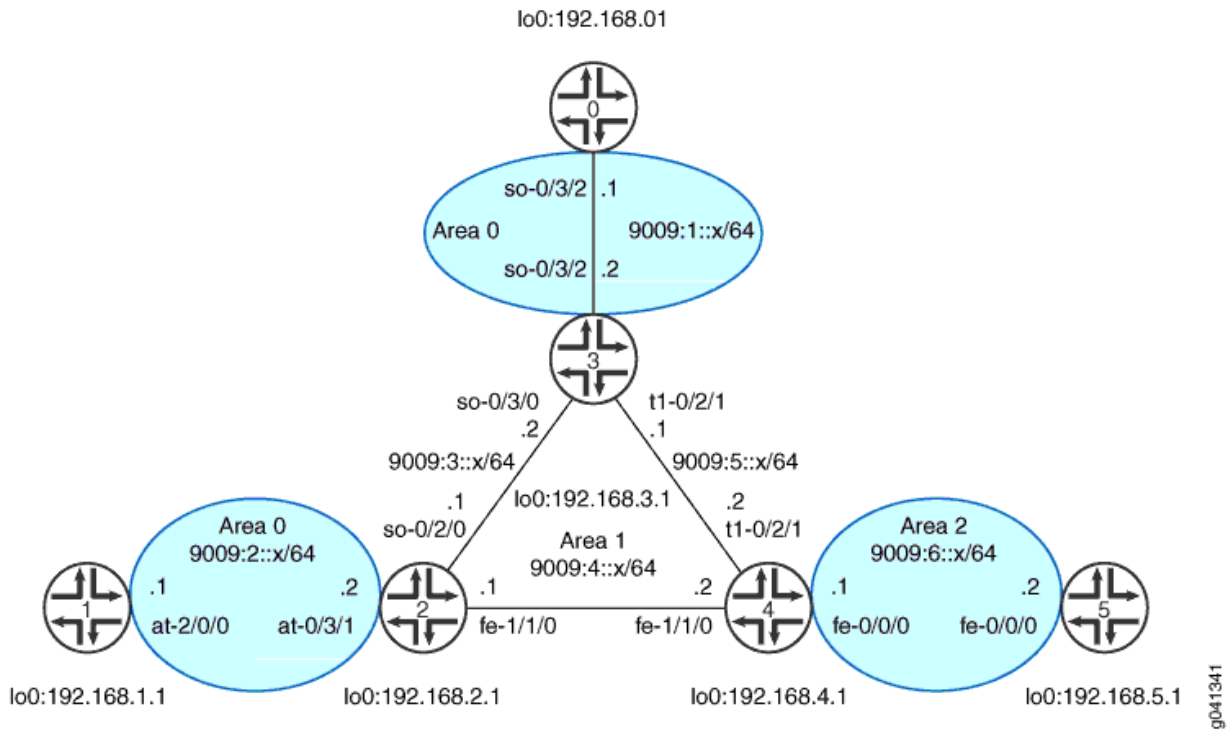 lo0:192.168.01
0
so-0/3/2 .1
Area 0 9009:1::x/64
so-0/3/2 .2
3
so-0/3/0 t1-0/2/1
.2 .1
9009:3::x/64 9009:5::x/64
.1 lo0:192.168.3.1 .2
so-0/2/0 t1-0/2/1
Area 0 Area 1 Area 2
9009:2::x/64 9009:4::x/64 9009:6::x/64
.1 .2 .1 .2 .1 .2
1 2 4 5
at-2/0/0 at-0/3/1 fe-1/1/0 fe-1/1/0 fe-0/0/0 fe-0/0/0
lo0:192.168.1.1 lo0:192.168.2.1 lo0:192.168.4.1 lo0:192.168.5.1
g041341